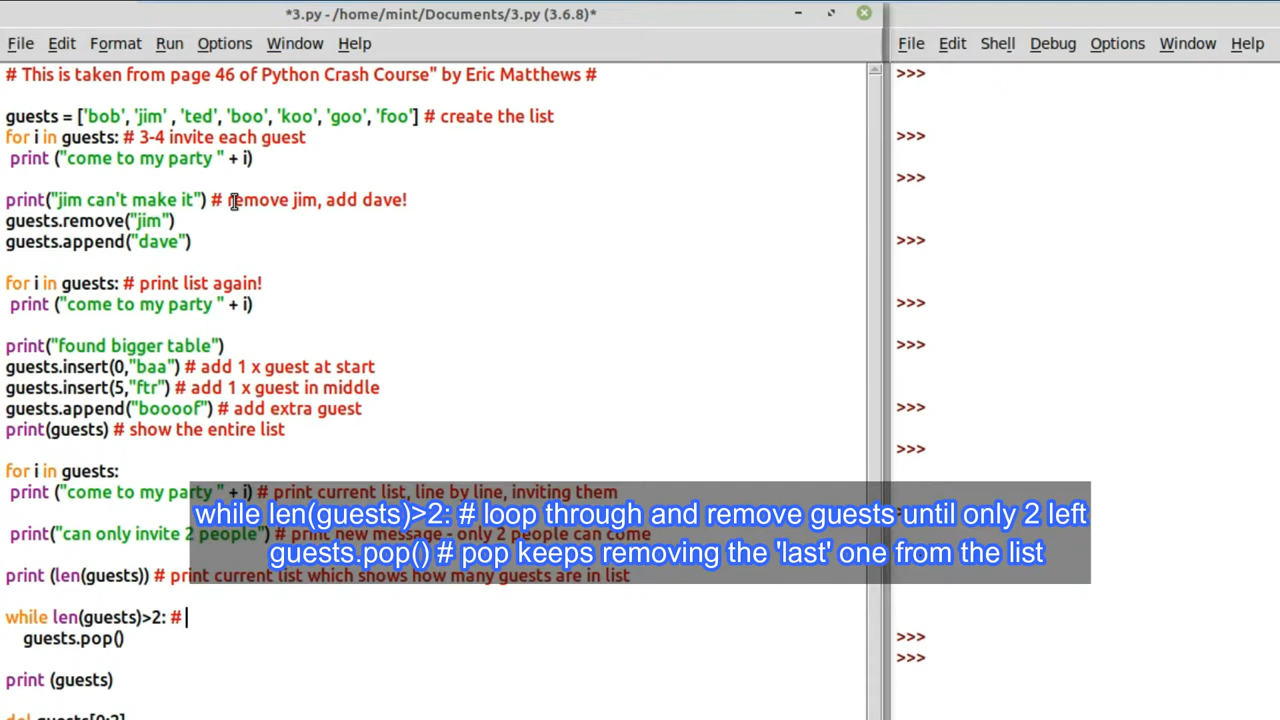 *3.py - /home/mint/Documents/3.py (3.6.8)*
File Edit Format Run Options Window Help
# This is taken from page 46 of Python Crash Course" by Eric Matthews #
guests = ['bob', 'jim' , 'ted', 'boo', 'koo', 'goo', 'foo'] # create the list
for i in guests: # 3-4 invite each guest
print ("come to my party " + i)
print("jim can't make it") # remove jim, add dave!
guests.remove("jim")
guests.append("dave")
for i in guests: # print list again!
print ("come to my party " + i)
print("found bigger table")
guests.insert(0,"baa") # add 1 x guest at start
guests.insert(5,"ftr") # add 1 x guest in middle
guests.append("boooof") # add extra guest
print(guests) # show the entire list
for i in guests:
print ("come to my party " + i) # print current list, line by line, inviting them
print("can only invite 2 people") # print new message - only 2 people can come
print (len(guests)) # print current list which shows how many guests are in list
while len(guests)>2: #
guests.pop()
print (guests)
del guests[0:2]
while len(guests)>2: # loop through and remove guests until only 2 left
guests.pop() # pop keeps removing the 'last' one from the list
File Edit Shell Debug Options Window Help
>>>
>>>
>>>
>>>
>>>
>>>
>>>
>>>
>>>
>>>